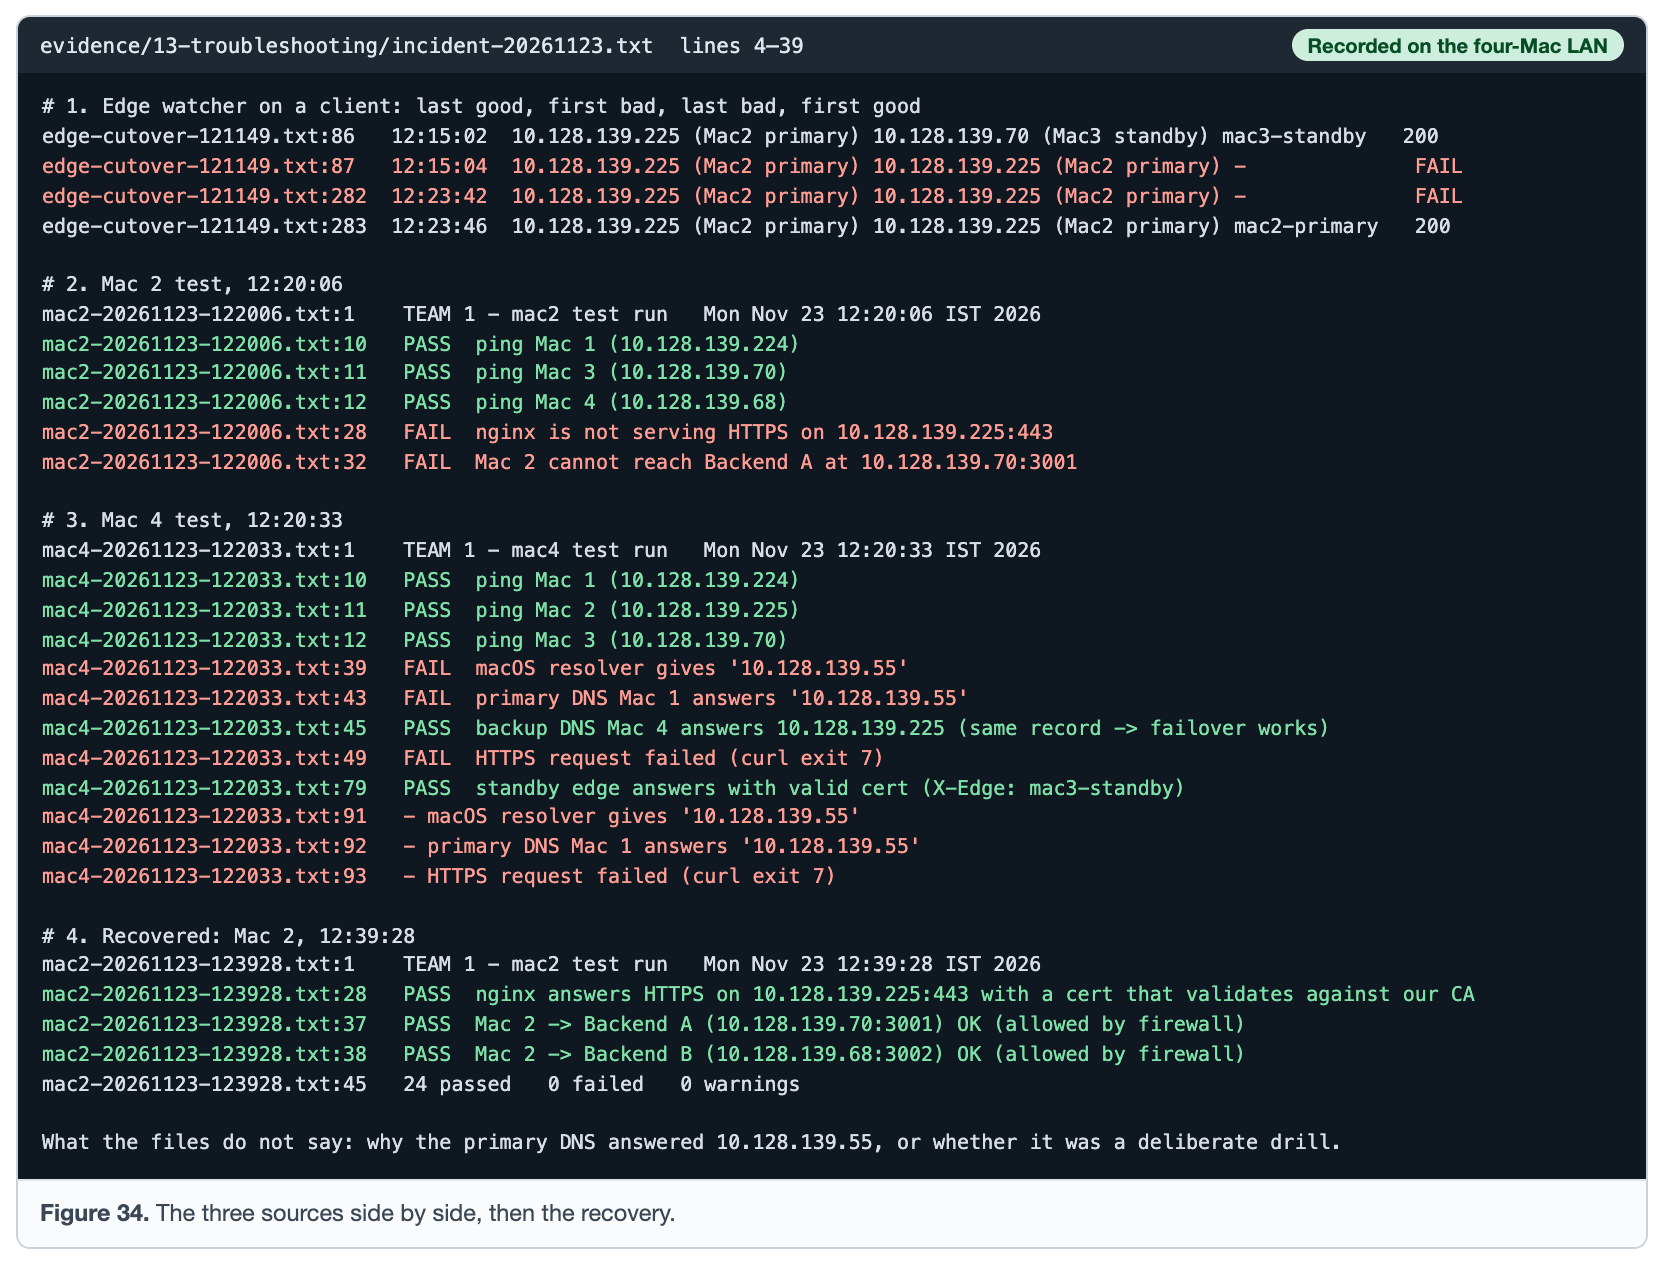 evidence/13-troubleshooting/incident-20261123.txt lines 4–39
Recorded on the four-Mac LAN
# 1. Edge watcher on a client: last good, first bad, last bad, first good
edge-cutover-121149.txt:86 12:15:02 10.128.139.225 (Mac2 primary) 10.128.139.70 (Mac3 standby) mac3-standby 200
edge-cutover-121149.txt:87 12:15:04 10.128.139.225 (Mac2 primary) 10.128.139.225 (Mac2 primary) - FAIL
edge-cutover-121149.txt:282 12:23:42 10.128.139.225 (Mac2 primary) 10.128.139.225 (Mac2 primary) - FAIL
edge-cutover-121149.txt:283 12:23:46 10.128.139.225 (Mac2 primary) 10.128.139.225 (Mac2 primary) mac2-primary 200
# 2. Mac 2 test, 12:20:06
mac2-20261123-122006.txt:1 TEAM 1 - mac2 test run Mon Nov 23 12:20:06 IST 2026
mac2-20261123-122006.txt:10 PASS ping Mac 1 (10.128.139.224)
mac2-20261123-122006.txt:11 PASS ping Mac 3 (10.128.139.70)
mac2-20261123-122006.txt:12 PASS ping Mac 4 (10.128.139.68)
mac2-20261123-122006.txt:28 FAIL nginx is not serving HTTPS on 10.128.139.225:443
mac2-20261123-122006.txt:32 FAIL Mac 2 cannot reach Backend A at 10.128.139.70:3001
# 3. Mac 4 test, 12:20:33
mac4-20261123-122033.txt:1 TEAM 1 - mac4 test run Mon Nov 23 12:20:33 IST 2026
mac4-20261123-122033.txt:10 PASS ping Mac 1 (10.128.139.224)
mac4-20261123-122033.txt:11 PASS ping Mac 2 (10.128.139.225)
mac4-20261123-122033.txt:12 PASS ping Mac 3 (10.128.139.70)
mac4-20261123-122033.txt:39 FAIL macOS resolver gives '10.128.139.55'
mac4-20261123-122033.txt:43 FAIL primary DNS Mac 1 answers '10.128.139.55'
mac4-20261123-122033.txt:45 PASS backup DNS Mac 4 answers 10.128.139.225 (same record -> failover works)
mac4-20261123-122033.txt:49 FAIL HTTPS request failed (curl exit 7)
mac4-20261123-122033.txt:79 PASS standby edge answers with valid cert (X-Edge: mac3-standby)
mac4-20261123-122033.txt:91 - macOS resolver gives '10.128.139.55'
mac4-20261123-122033.txt:92 - primary DNS Mac 1 answers '10.128.139.55'
mac4-20261123-122033.txt:93 - HTTPS request failed (curl exit 7)
# 4. Recovered: Mac 2, 12:39:28
mac2-20261123-123928.txt:1 TEAM 1 - mac2 test run Mon Nov 23 12:39:28 IST 2026
mac2-20261123-123928.txt:28 PASS nginx answers HTTPS on 10.128.139.225:443 with a cert that validates against our CA
mac2-20261123-123928.txt:37 PASS Mac 2 -> Backend A (10.128.139.70:3001) OK (allowed by firewall)
mac2-20261123-123928.txt:38 PASS Mac 2 -> Backend B (10.128.139.68:3002) OK (allowed by firewall)
mac2-20261123-123928.txt:45 24 passed 0 failed 0 warnings
What the files do not say: why the primary DNS answered 10.128.139.55, or whether it was a deliberate drill.
Figure 34. The three sources side by side, then the recovery.